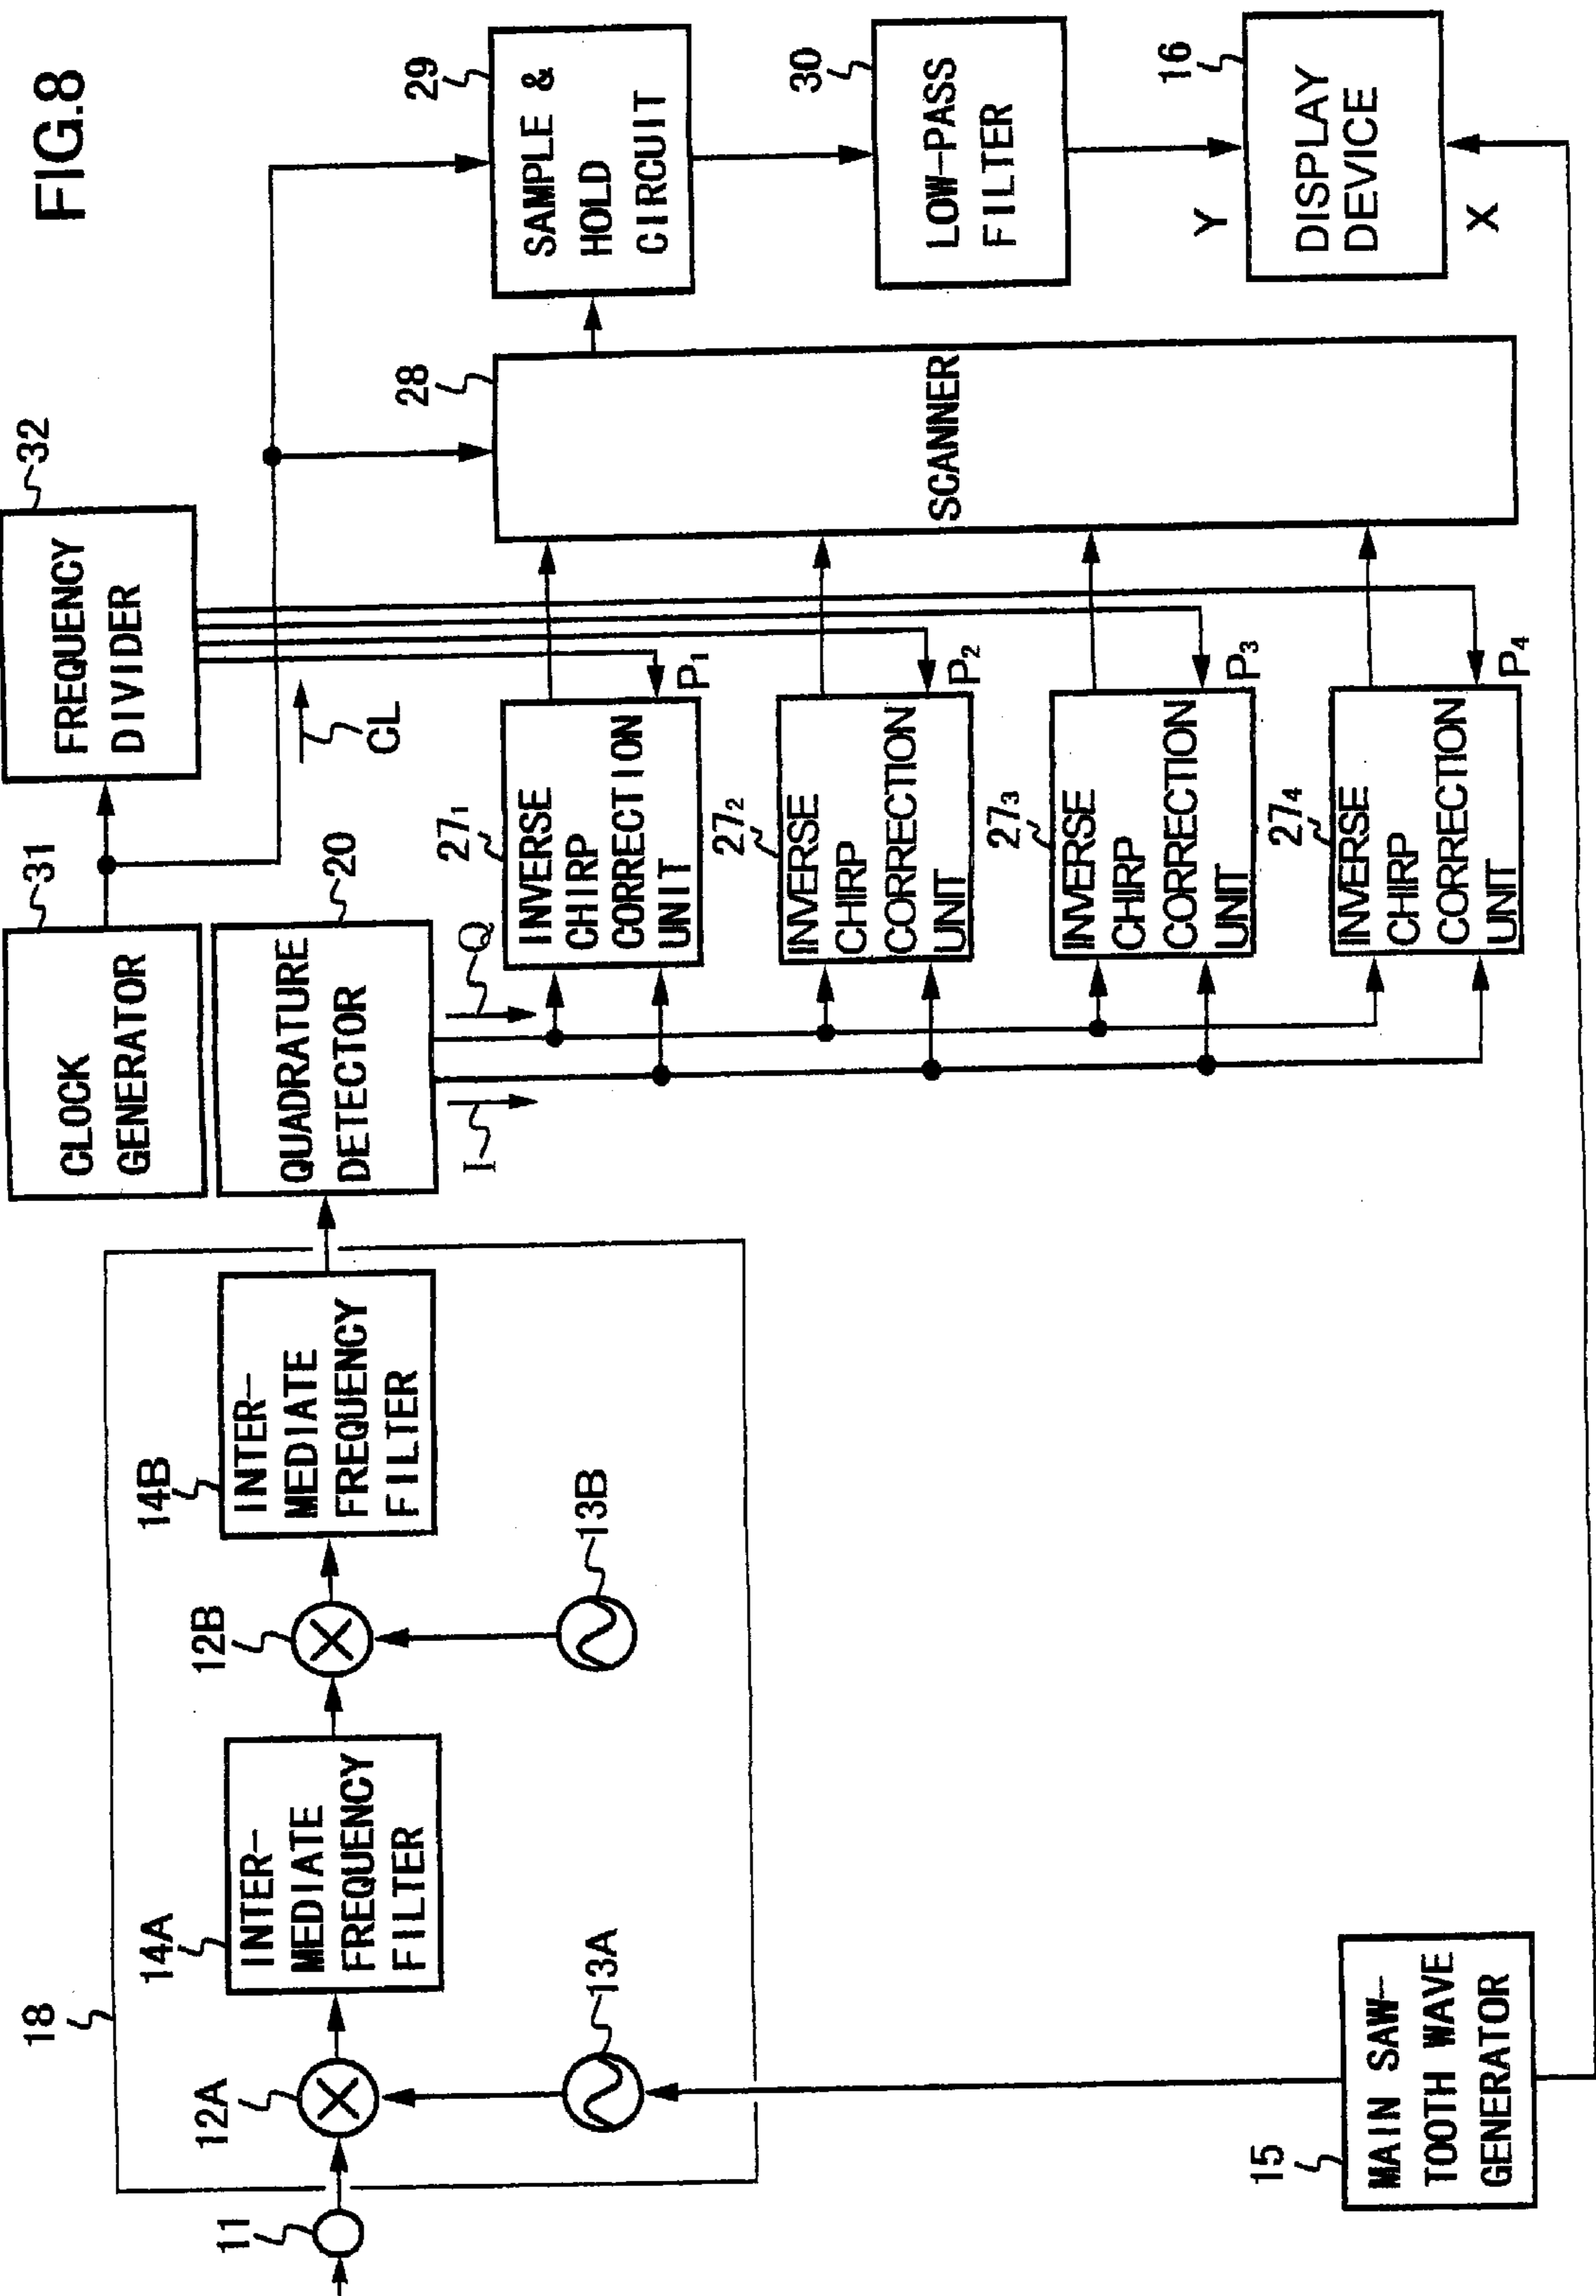 FIG.8
18
11
12A
14A
INTER-
MEDIATE
FREQUENCY
FILTER
13A
12B
14B
INTER-
MEDIATE
FREQUENCY
FILTER
13B
31
CLOCK
GENERATOR
20
QUADRATURE
DETECTOR
I
Q
32
FREQUENCY
DIVIDER
CL
27₁
INVERSE
CHIRP
CORRECTION
UNIT
P₁
27₂
INVERSE
CHIRP
CORRECTION
UNIT
P₂
27₃
INVERSE
CHIRP
CORRECTION
UNIT
P₃
27₄
INVERSE
CHIRP
CORRECTION
UNIT
P₄
28
SCANNER
29
SAMPLE &
HOLD
CIRCUIT
30
LOW-PASS
FILTER
16
Y
DISPLAY
DEVICE
X
15
MAIN SAW-
TOOTH WAVE
GENERATOR